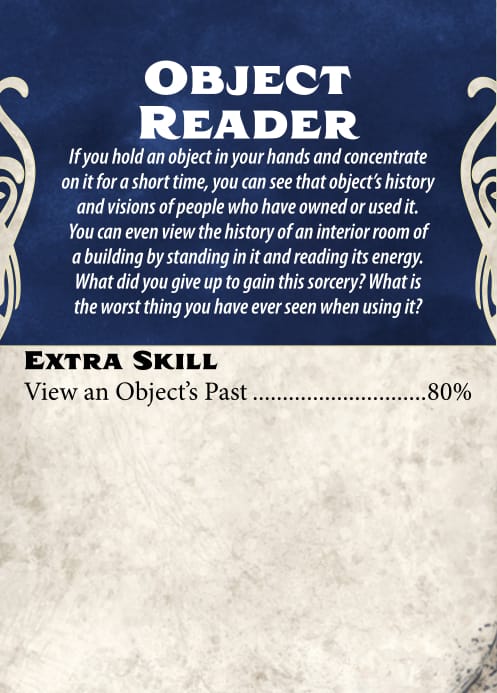 OBJECT
READER
If you hold an object in your hands and concentrate
on it for a short time, you can see that object's history
and visions of people who have owned or used it.
You can even view the history of an interior room of
a building by standing in it and reading its energy.
What did you give up to gain this sorcery? What is
the worst thing you have ever seen when using it?
EXTRA SKILL
View an Object's Past .............................80%